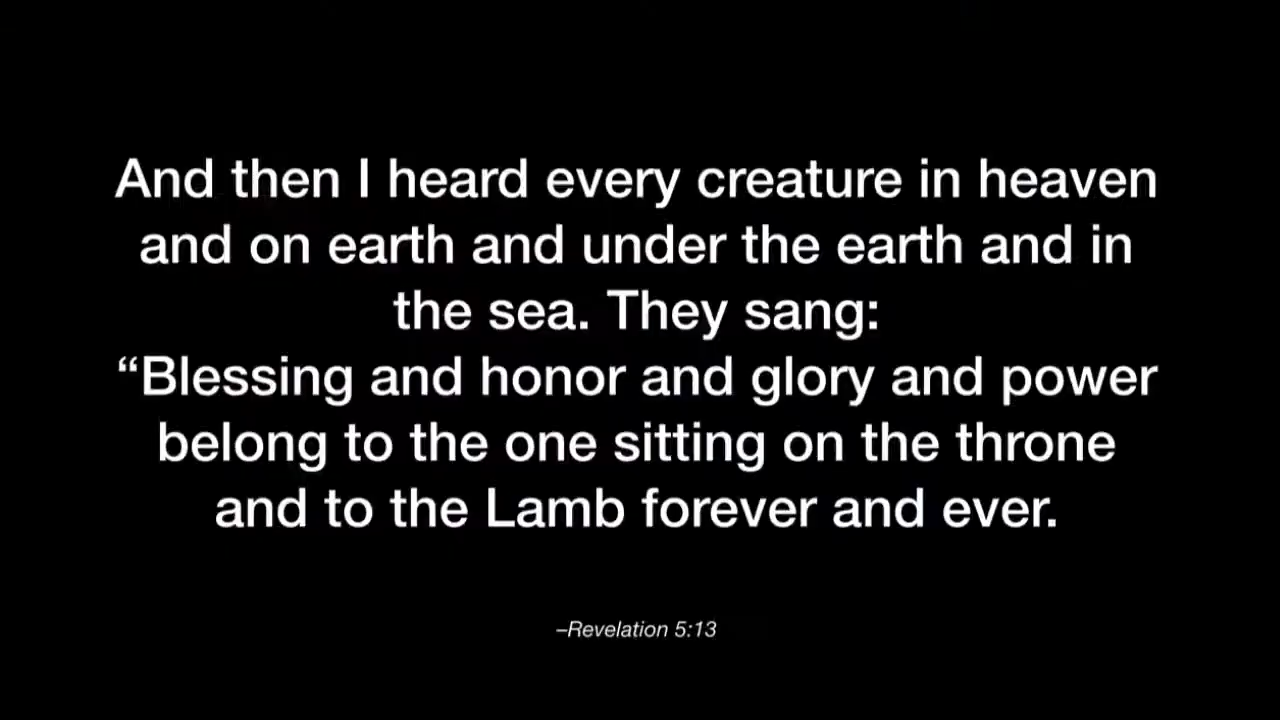 And then I heard every creature in heaven
and on earth and under the earth and in
the sea. They sang:
“Blessing and honor and glory and power
belong to the one sitting on the throne
and to the Lamb forever and ever.
–Revelation 5:13